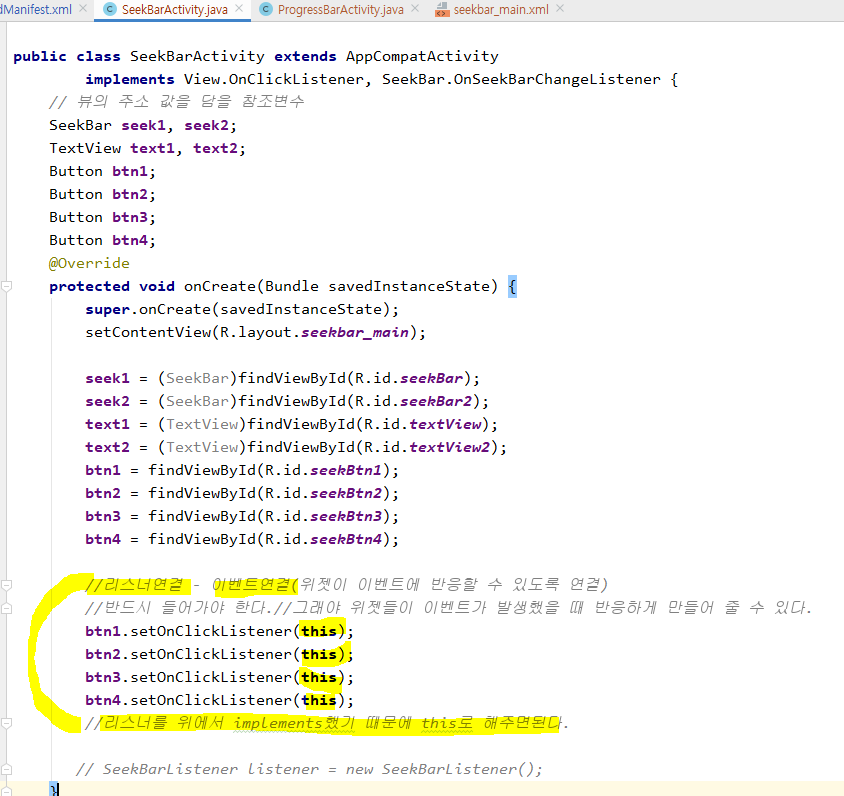 dManifest.xml SeekBarActivity.java ProgressBarActivity.java seekbar_main.xml
public class SeekBarActivity extends AppCompatActivity
implements View.OnClickListener, SeekBar.OnSeekBarChangeListener {
// 뷰의 주소 값을 담을 참조변수
SeekBar seek1, seek2;
TextView text1, text2;
Button btn1;
Button btn2;
Button btn3;
Button btn4;
@Override
protected void onCreate(Bundle savedInstanceState) {
super.onCreate(savedInstanceState);
setContentView(R.layout.seekbar_main);
seek1 = (SeekBar)findViewById(R.id.seekBar);
seek2 = (SeekBar)findViewById(R.id.seekBar2);
text1 = (TextView)findViewById(R.id.textView);
text2 = (TextView)findViewById(R.id.textView2);
btn1 = findViewById(R.id.seekBtn1);
btn2 = findViewById(R.id.seekBtn2);
btn3 = findViewById(R.id.seekBtn3);
btn4 = findViewById(R.id.seekBtn4);
//리스너연결 - 이벤트연결(위젯이 이벤트에 반응할 수 있도록 연결)
//반드시 들어가야 한다.//그래야 위젯들이 이벤트가 발생했을 때 반응하게 만들어 줄 수 있다.
btn1.setOnClickListener(this);
btn2.setOnClickListener(this);
btn3.setOnClickListener(this);
btn4.setOnClickListener(this);
//리스너를 위에서 implements했기 때문에 this로 해주면된다.
// SeekBarListener listener = new SeekBarListener();
}